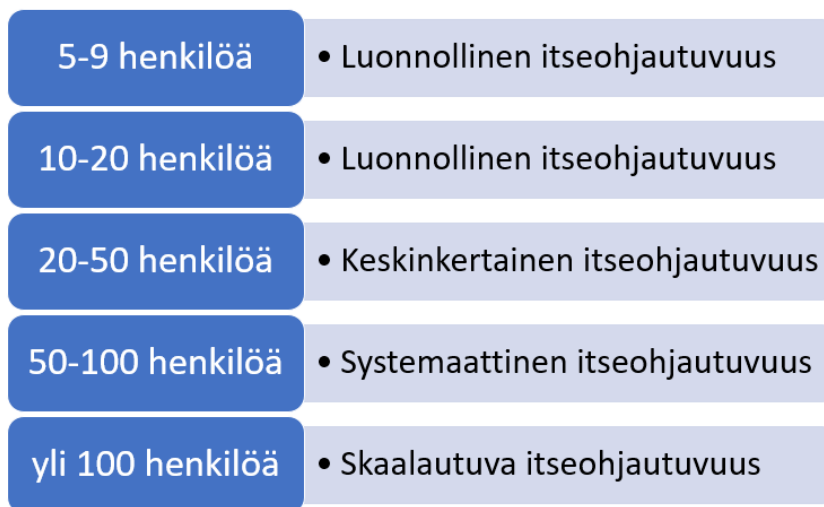 5-9 henkilöä
• Luonnollinen itseohjautuvuus
10-20 henkilöä
• Luonnollinen itseohjautuvuus
20-50 henkilöä
• Keskinkertainen itseohjautuvuus
50-100 henkilöä
• Systemaattinen itseohjautuvuus
yli 100 henkilöä
• Skaalautuva itseohjautuvuus